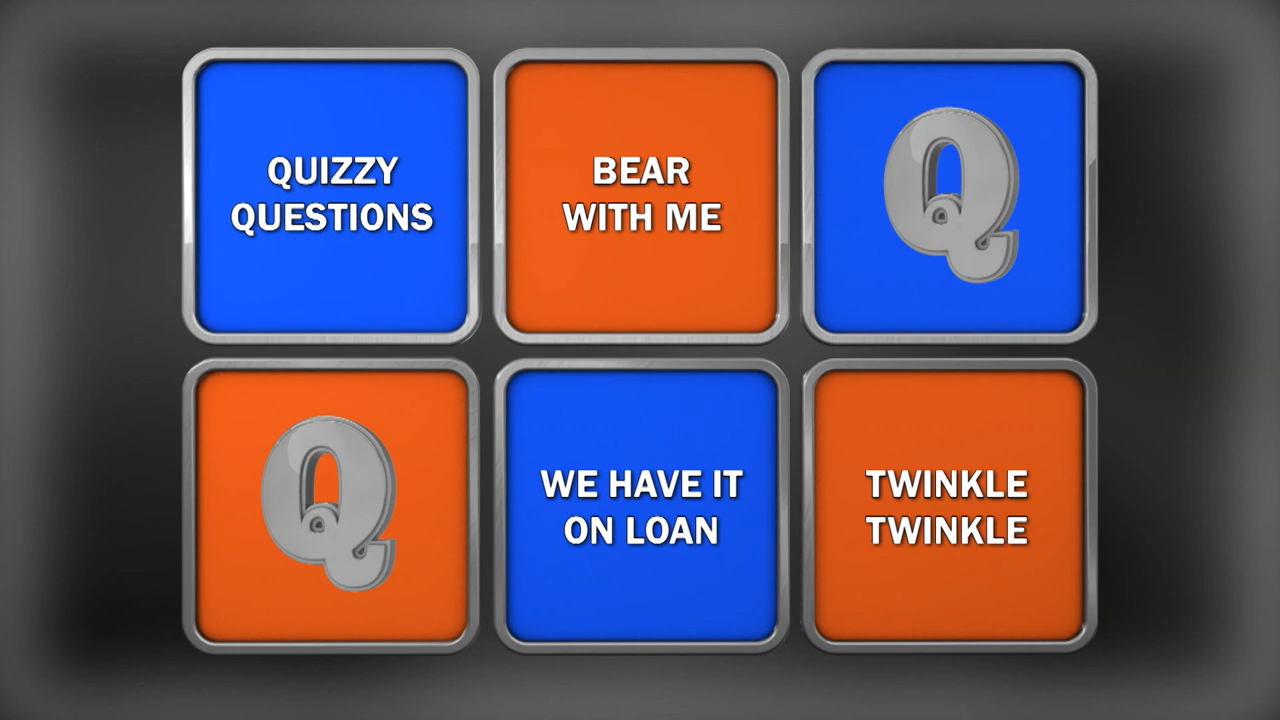 QUIZZY
QUESTIONS
BEAR
WITH ME
Q
Q
WE HAVE IT
ON LOAN
TWINKLE
TWINKLE